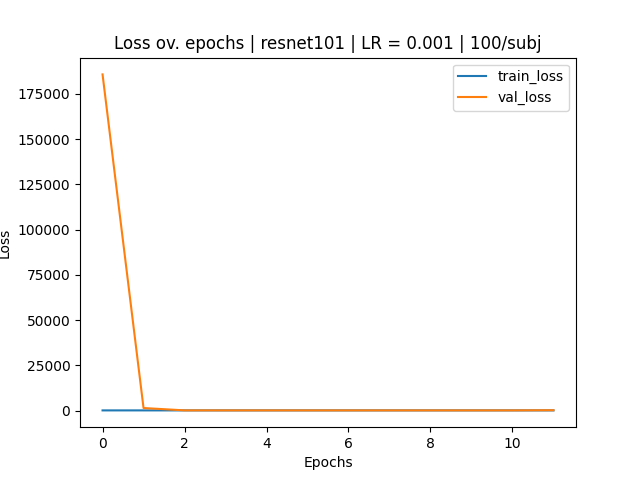 Loss ov. epochs | resnet101 | LR = 0.001 | 100/subj
train_loss
val_loss
175000
150000
125000
100000
75000
50000
25000
0
Loss
0 2 4 6 8 10
Epochs